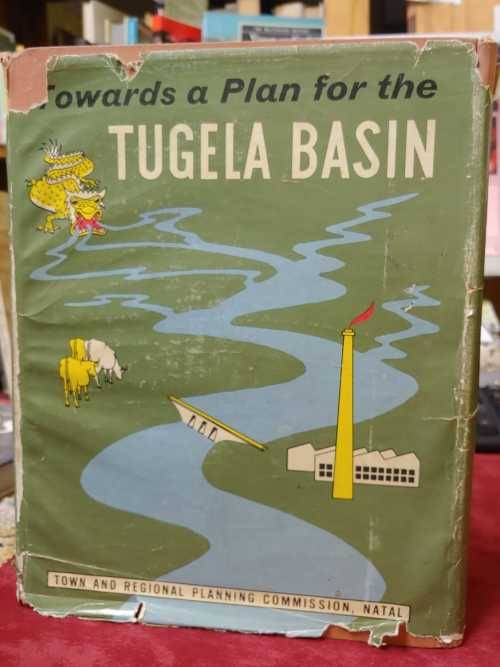 Towards a Plan for the
TUGELA BASIN
TOWN AND REGIONAL PLANNING COMMISSION, NATAL